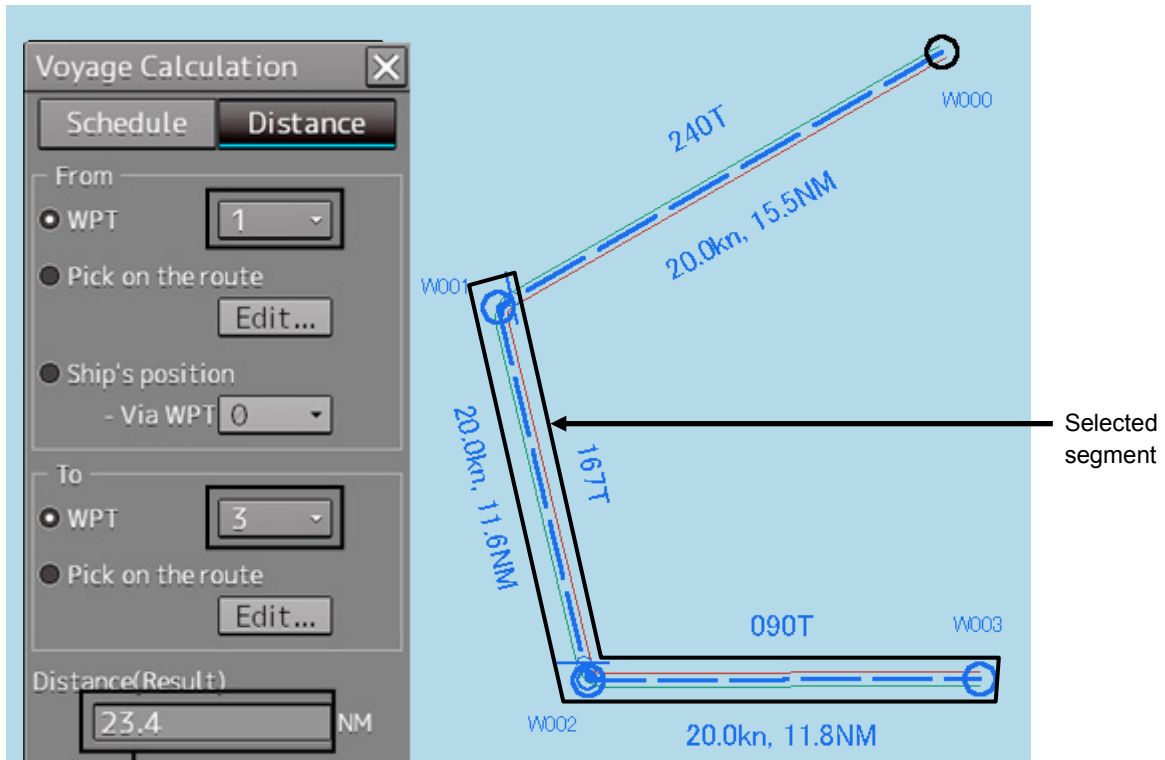 Voyage Calculation
Schedule Distance
From
WPT 1
Pick on the route
Edit...
Ship's position
- Via WPT 0
To
WPT 3
Pick on the route
Edit...
Distance(Result)
23.4 NM
W000
240T
20.0kn, 15.5NM
W001
167T
20.0kn, 11.6NM
Selected
segment
090T
W003
W002
20.0kn, 11.8NM